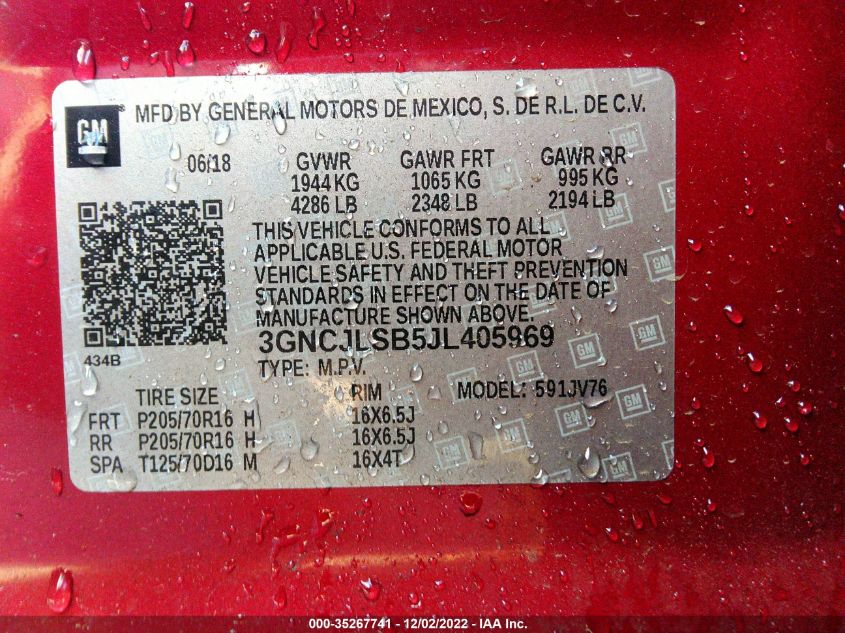 GM
MFD BY GENERAL MOTORS DE MEXICO, S. DE R.L. DE C.V.
06/18 GVWR GAWR FRT GAWR RR
1944 KG 1065 KG 995 KG
4286 LB 2348 LB 2194 LB
THIS VEHICLE CONFORMS TO ALL
APPLICABLE U.S. FEDERAL MOTOR
VEHICLE SAFETY AND THEFT PREVENTION
STANDARDS IN EFFECT ON THE DATE OF
MANUFACTURE SHOWN ABOVE.
3GNCJLSB5JL405969
434B
TYPE: M.P.V.
TIRE SIZE RIM MODEL: 591JV76
FRT P205/70R16 H 16X6.5J
RR P205/70R16 H 16X6.5J
SPA T125/70D16 M 16X4T
000-35267741 - 12/02/2022 - IAA Inc.